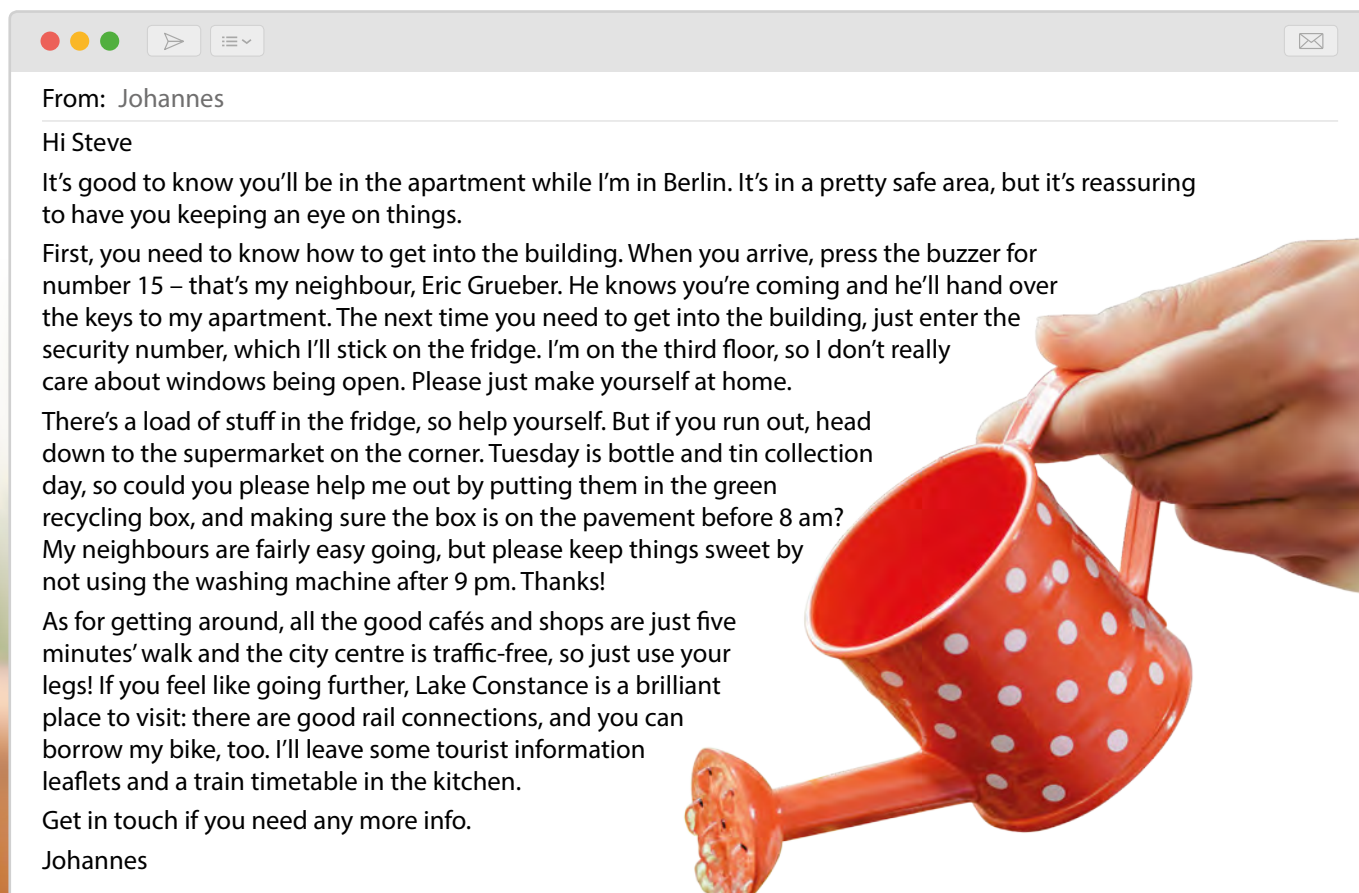 From: Johannes
Hi Steve
It’s good to know you’ll be in the apartment while I’m in Berlin. It’s in a pretty safe area, but it’s reassuring
to have you keeping an eye on things.
First, you need to know how to get into the building. When you arrive, press the buzzer for
number 15 – that’s my neighbour, Eric Grueber. He knows you’re coming and he’ll hand over
the keys to my apartment. The next time you need to get into the building, just enter the
security number, which I’ll stick on the fridge. I’m on the third floor, so I don’t really
care about windows being open. Please just make yourself at home.
There’s a load of stuff in the fridge, so help yourself. But if you run out, head
down to the supermarket on the corner. Tuesday is bottle and tin collection
day, so could you please help me out by putting them in the green
recycling box, and making sure the box is on the pavement before 8 am?
My neighbours are fairly easy going, but please keep things sweet by
not using the washing machine after 9 pm. Thanks!
As for getting around, all the good cafés and shops are just five
minutes’ walk and the city centre is traffic-free, so just use your
legs! If you feel like going further, Lake Constance is a brilliant
place to visit: there are good rail connections, and you can
borrow my bike, too. I’ll leave some tourist information
leaflets and a train timetable in the kitchen.
Get in touch if you need any more info.
Johannes